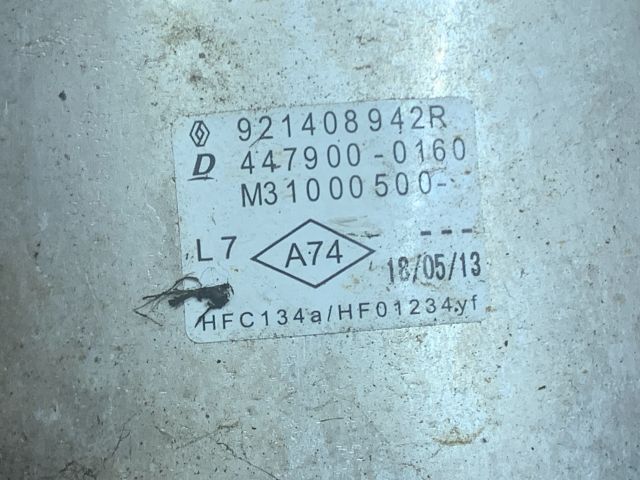 921408942R
D 447900-0160
M31000500-
L7 A74 ---
18/05/13
HFC134a/HF01234yf